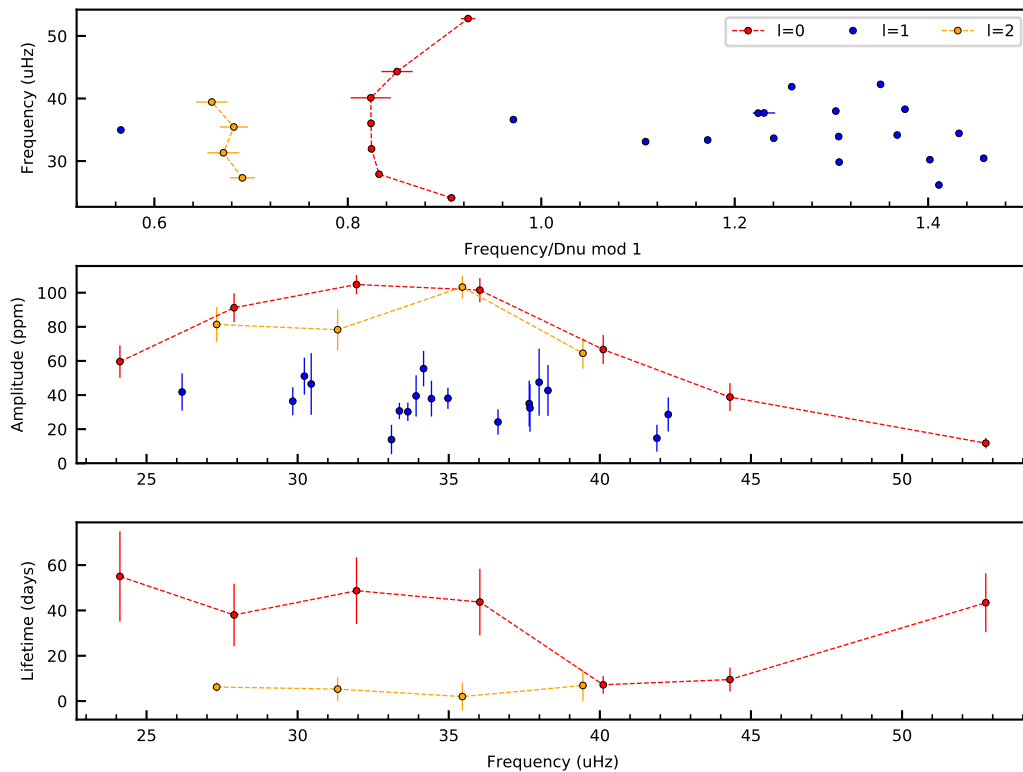 l=0 l=1 l=2
Frequency (uHz)
50
40
30
0.6 0.8 1.0 1.2 1.4
Frequency/Dnu mod 1
Amplitude (ppm)
100
80
60
40
20
0
25 30 35 40 45 50
Lifetime (days)
60
40
20
0
25 30 35 40 45 50
Frequency (uHz)